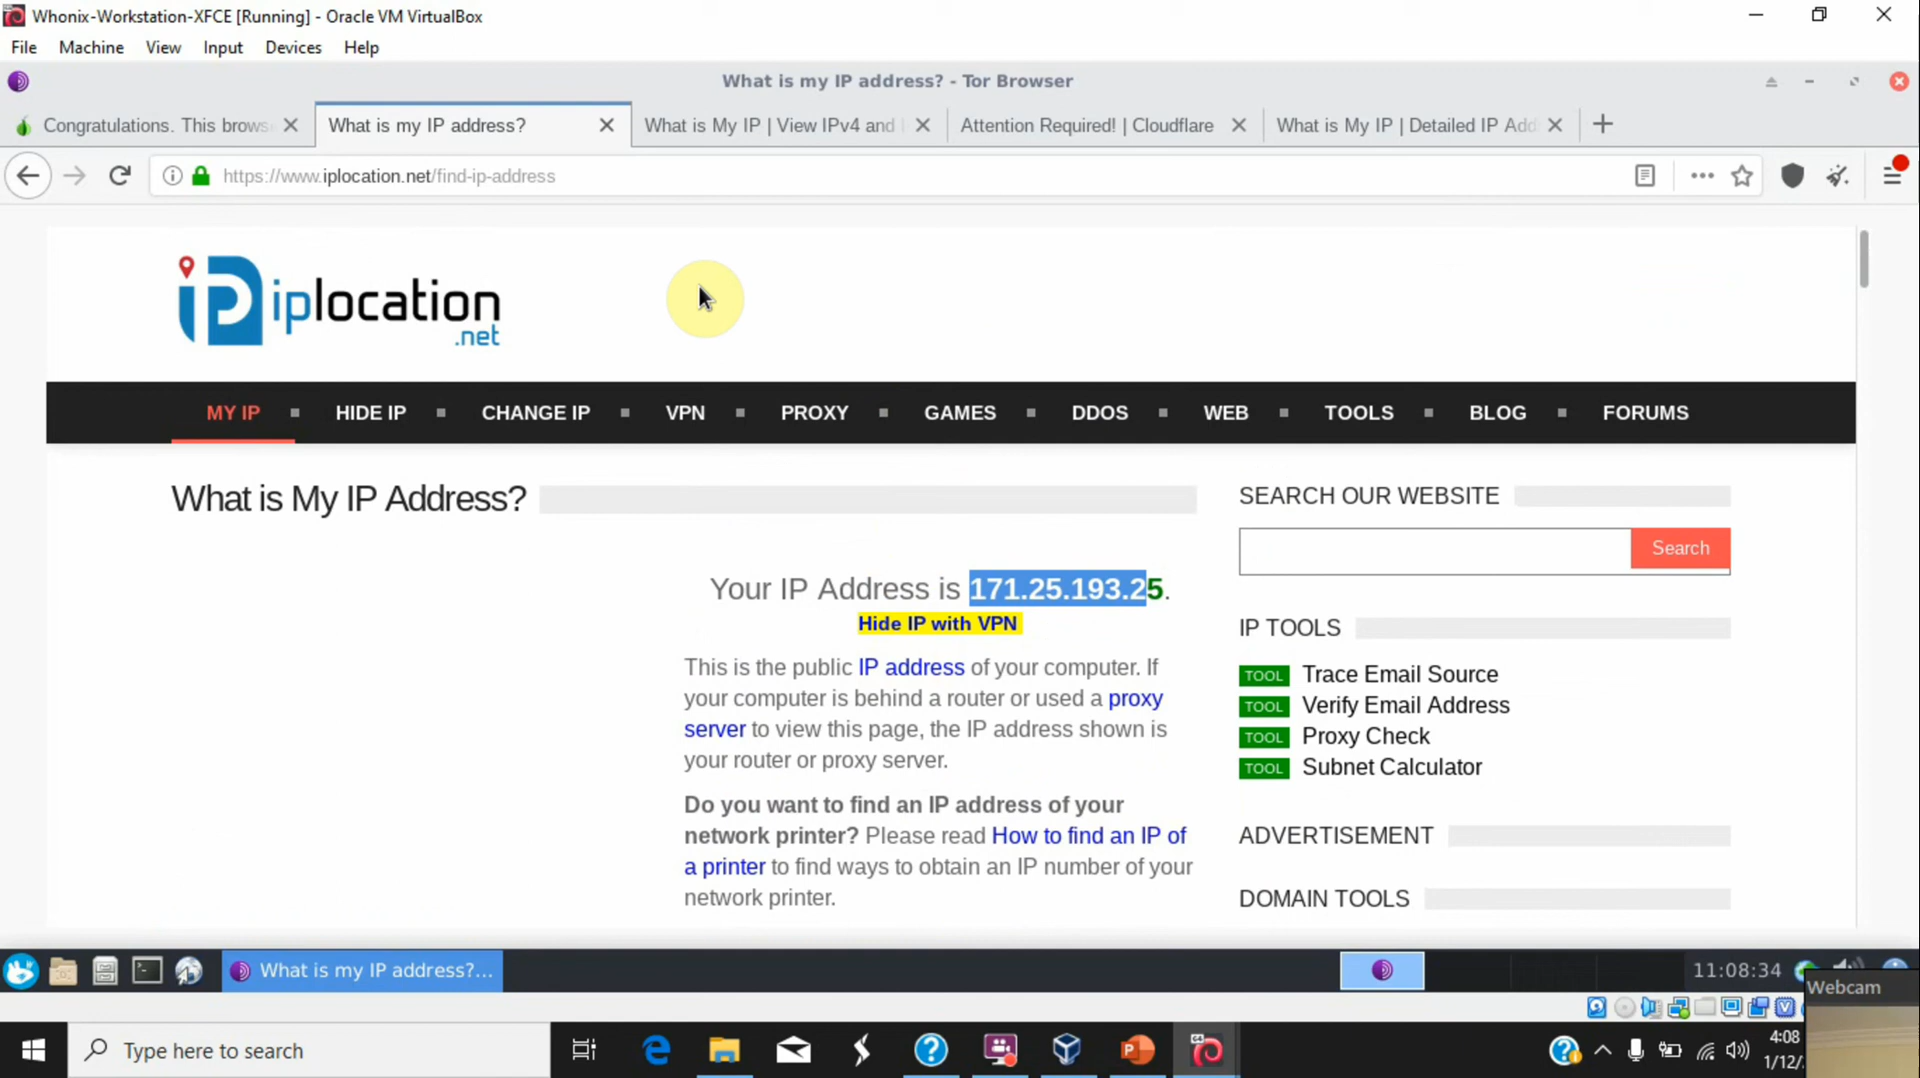 Whonix-Workstation-XFCE [Running] - Oracle VM VirtualBox
File Machine View Input Devices Help
What is my IP address? - Tor Browser
Congratulations. This brows
What is my IP address?
What is My IP | View IPv4 and
Attention Required! | Cloudflare
What is My IP | Detailed IP Add
https://www.iplocation.net/find-ip-address
iplocation
.net
MY IP HIDE IP CHANGE IP VPN PROXY GAMES DDOS WEB TOOLS BLOG FORUMS
What is My IP Address?
Your IP Address is 171.25.193.25.
Hide IP with VPN
This is the public IP address of your computer. If
your computer is behind a router or used a proxy
server to view this page, the IP address shown is
your router or proxy server.
Do you want to find an IP address of your
network printer? Please read How to find an IP of
a printer to find ways to obtain an IP number of your
network printer.
SEARCH OUR WEBSITE
Search
IP TOOLS
TOOL Trace Email Source
TOOL Verify Email Address
TOOL Proxy Check
TOOL Subnet Calculator
ADVERTISEMENT
DOMAIN TOOLS
What is my IP address?...
11:08:34
Webcam
Type here to search
4:08
1/12/